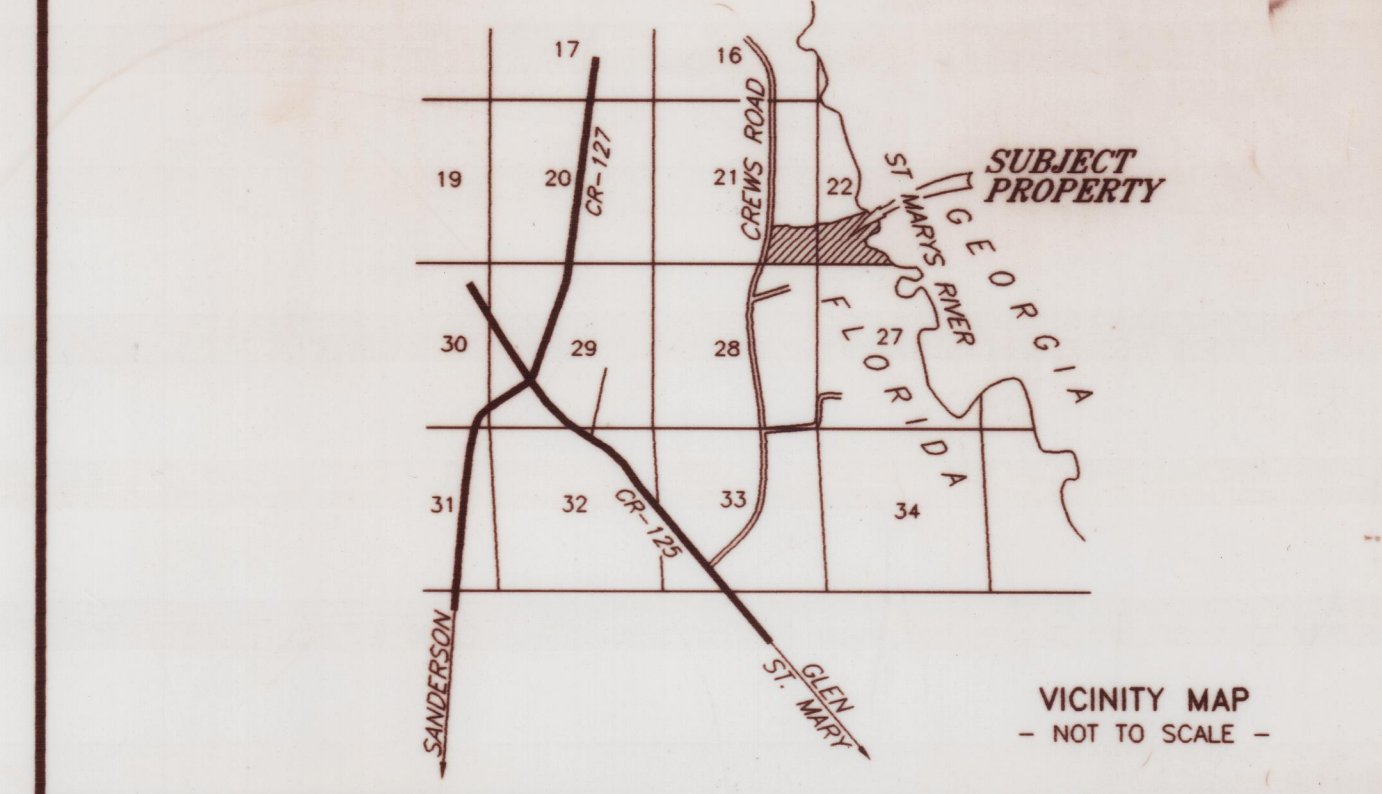 17
16
CREWS ROAD
CR-127
19
20
21
22
ST MARYS RIVER
SUBJECT
PROPERTY
GEORGIA
FLORIDA
30
29
28
27
31
32
CR-125
33
34
SANDERSON
GLEN
ST. MARY
VICINITY MAP
- NOT TO SCALE -